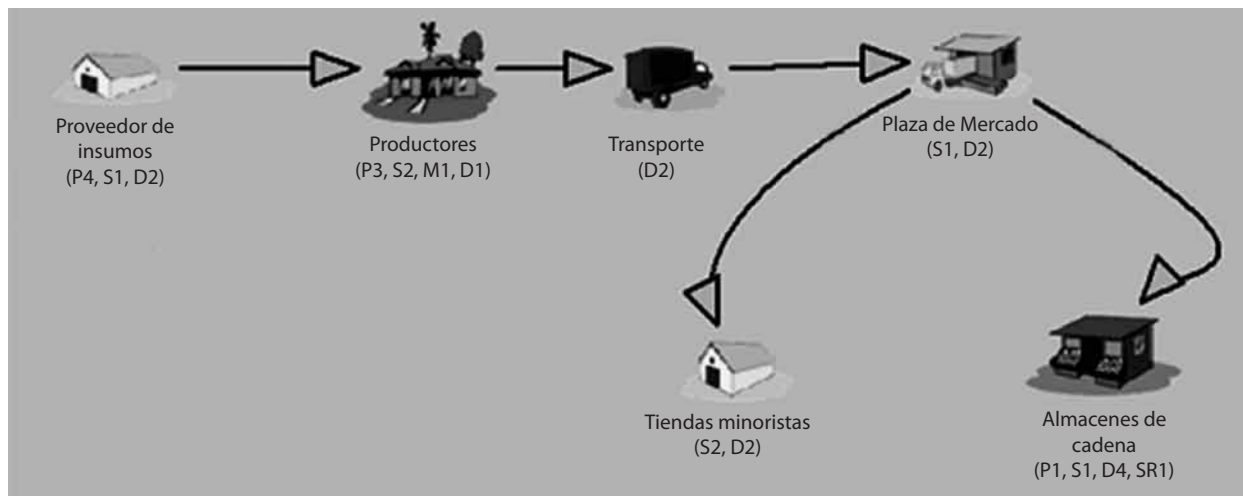 Proveedor de
insumos
(P4, S1, D2)
Productores
(P3, S2, M1, D1)
Transporte
(D2)
Plaza de Mercado
(S1, D2)
Tiendas minoristas
(S2, D2)
Almacenes de
cadena
(P1, S1, D4, SR1)